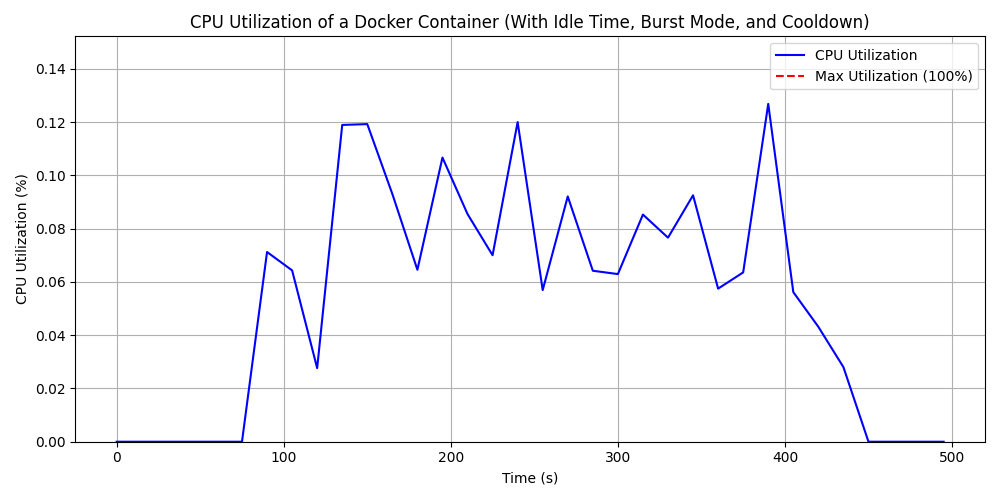 CPU Utilization of a Docker Container (With Idle Time, Burst Mode, and Cooldown)
CPU Utilization
Max Utilization (100%)
CPU Utilization (%)
0.14
0.12
0.10
0.08
0.06
0.04
0.02
0.00
0 100 200 300 400 500
Time (s)